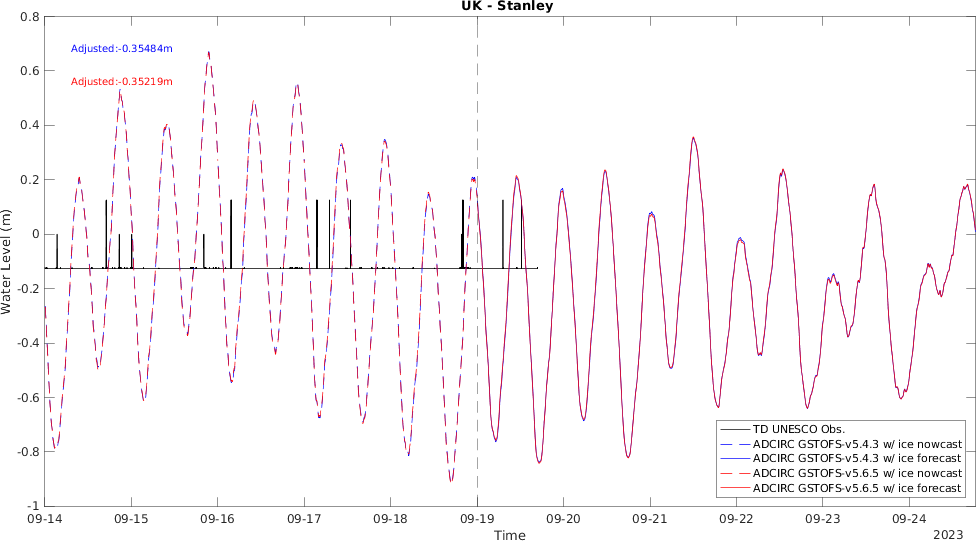 UK - Stanley
Adjusted:-0.35484m
Adjusted:-0.35219m
Water Level (m)
0.8
0.6
0.4
0.2
0
-0.2
-0.4
-0.6
-0.8
-1
TD UNESCO Obs.
ADCIRC GSTOFS-v5.4.3 w/ ice nowcast
ADCIRC GSTOFS-v5.4.3 w/ ice forecast
ADCIRC GSTOFS-v5.6.5 w/ ice nowcast
ADCIRC GSTOFS-v5.6.5 w/ ice forecast
09-14 09-15 09-16 09-17 09-18 09-19 09-20 09-21 09-22 09-23 09-24
Time
2023